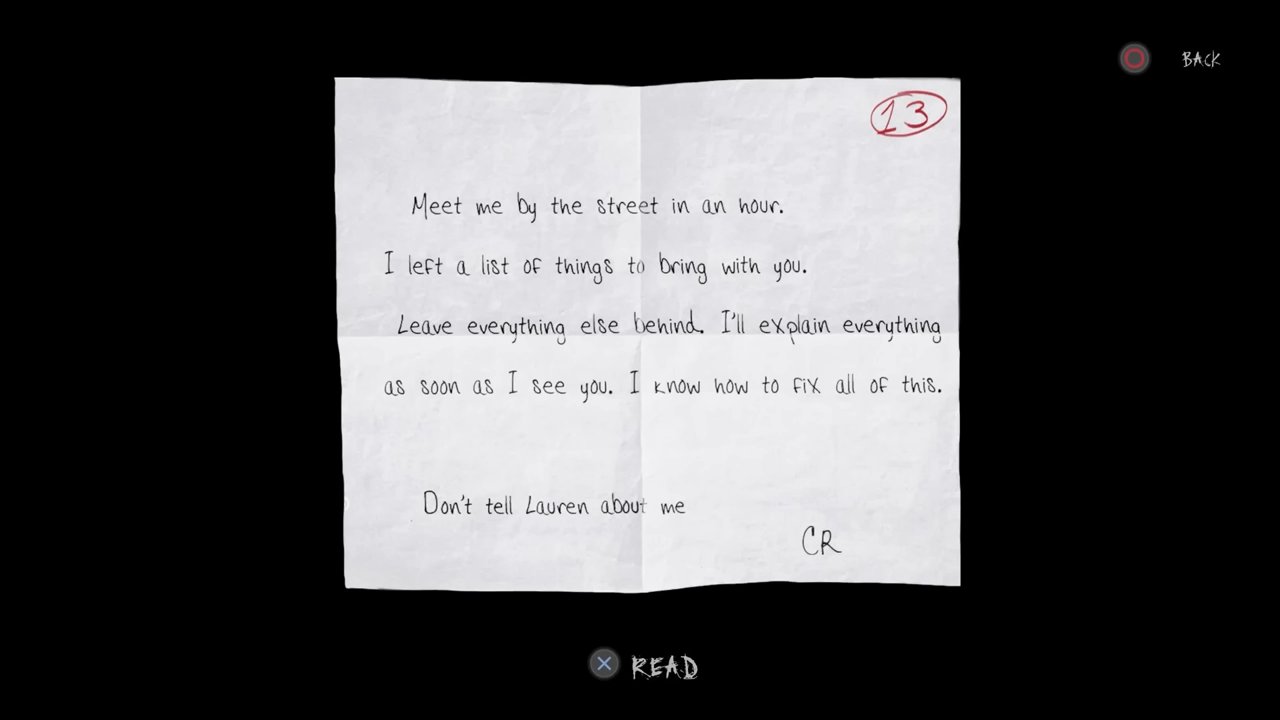 BACK
13
Meet me by the street in an hour.
I left a list of things to bring with you.
Leave everything else behind. I'll explain everything
as soon as I see you. I know how to fix all of this.
Don't tell Lauren about me
CR
READ